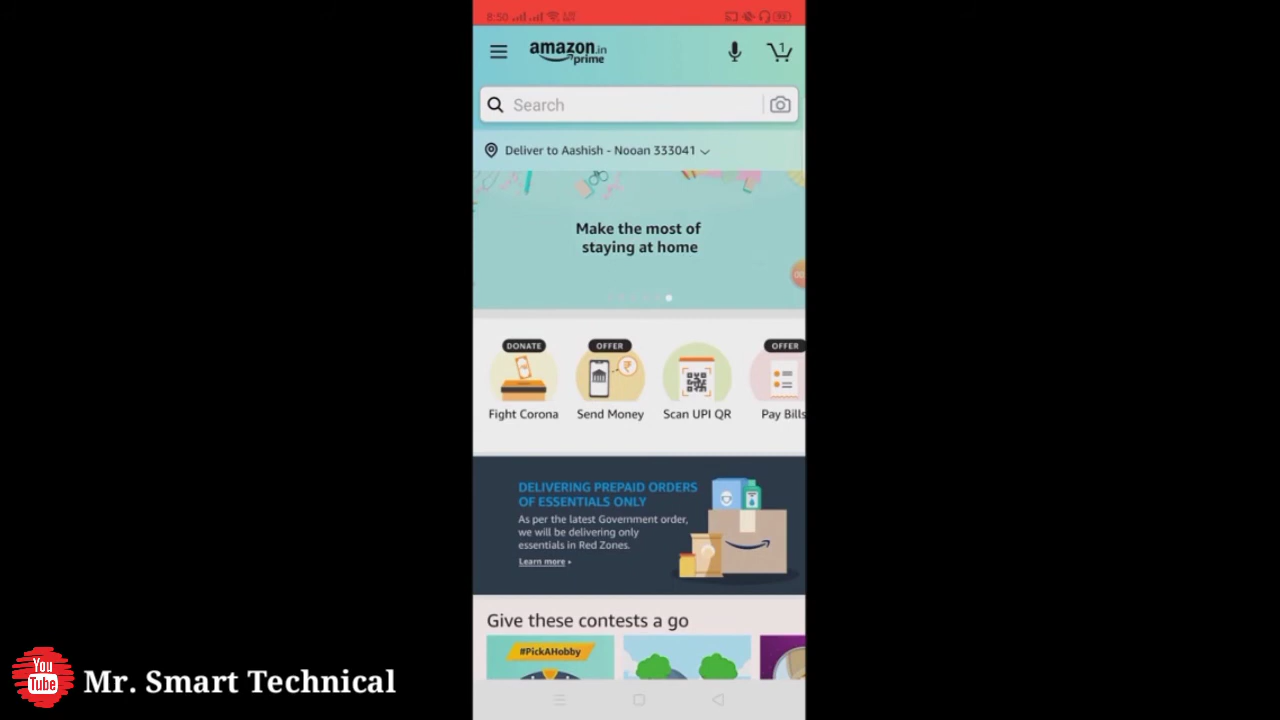 8:50
93
amazon.in
prime
1
Search
Deliver to Aashish - Nooan 333041
Make the most of
staying at home
DONATE
OFFER
OFFER
Fight Corona
Send Money
Scan UPI QR
Pay Bills
DELIVERING PREPAID ORDERS
OF ESSENTIALS ONLY
As per the latest Government order,
we will be delivering only
essentials in Red Zones.
Learn more
Give these contests a go
#PickAHobby
You
Tube
Mr. Smart Technical